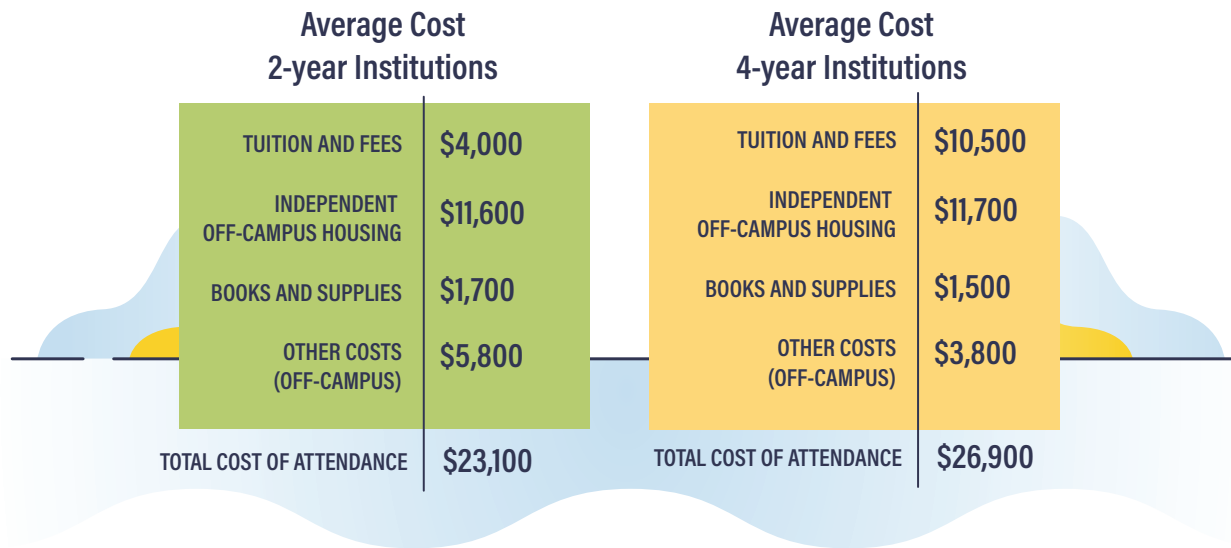 Average Cost
2-year Institutions
TUITION AND FEES $4,000
INDEPENDENT
OFF-CAMPUS HOUSING $11,600
BOOKS AND SUPPLIES $1,700
OTHER COSTS
(OFF-CAMPUS) $5,800
TOTAL COST OF ATTENDANCE $23,100
Average Cost
4-year Institutions
TUITION AND FEES $10,500
INDEPENDENT
OFF-CAMPUS HOUSING $11,700
BOOKS AND SUPPLIES $1,500
OTHER COSTS
(OFF-CAMPUS) $3,800
TOTAL COST OF ATTENDANCE $26,900